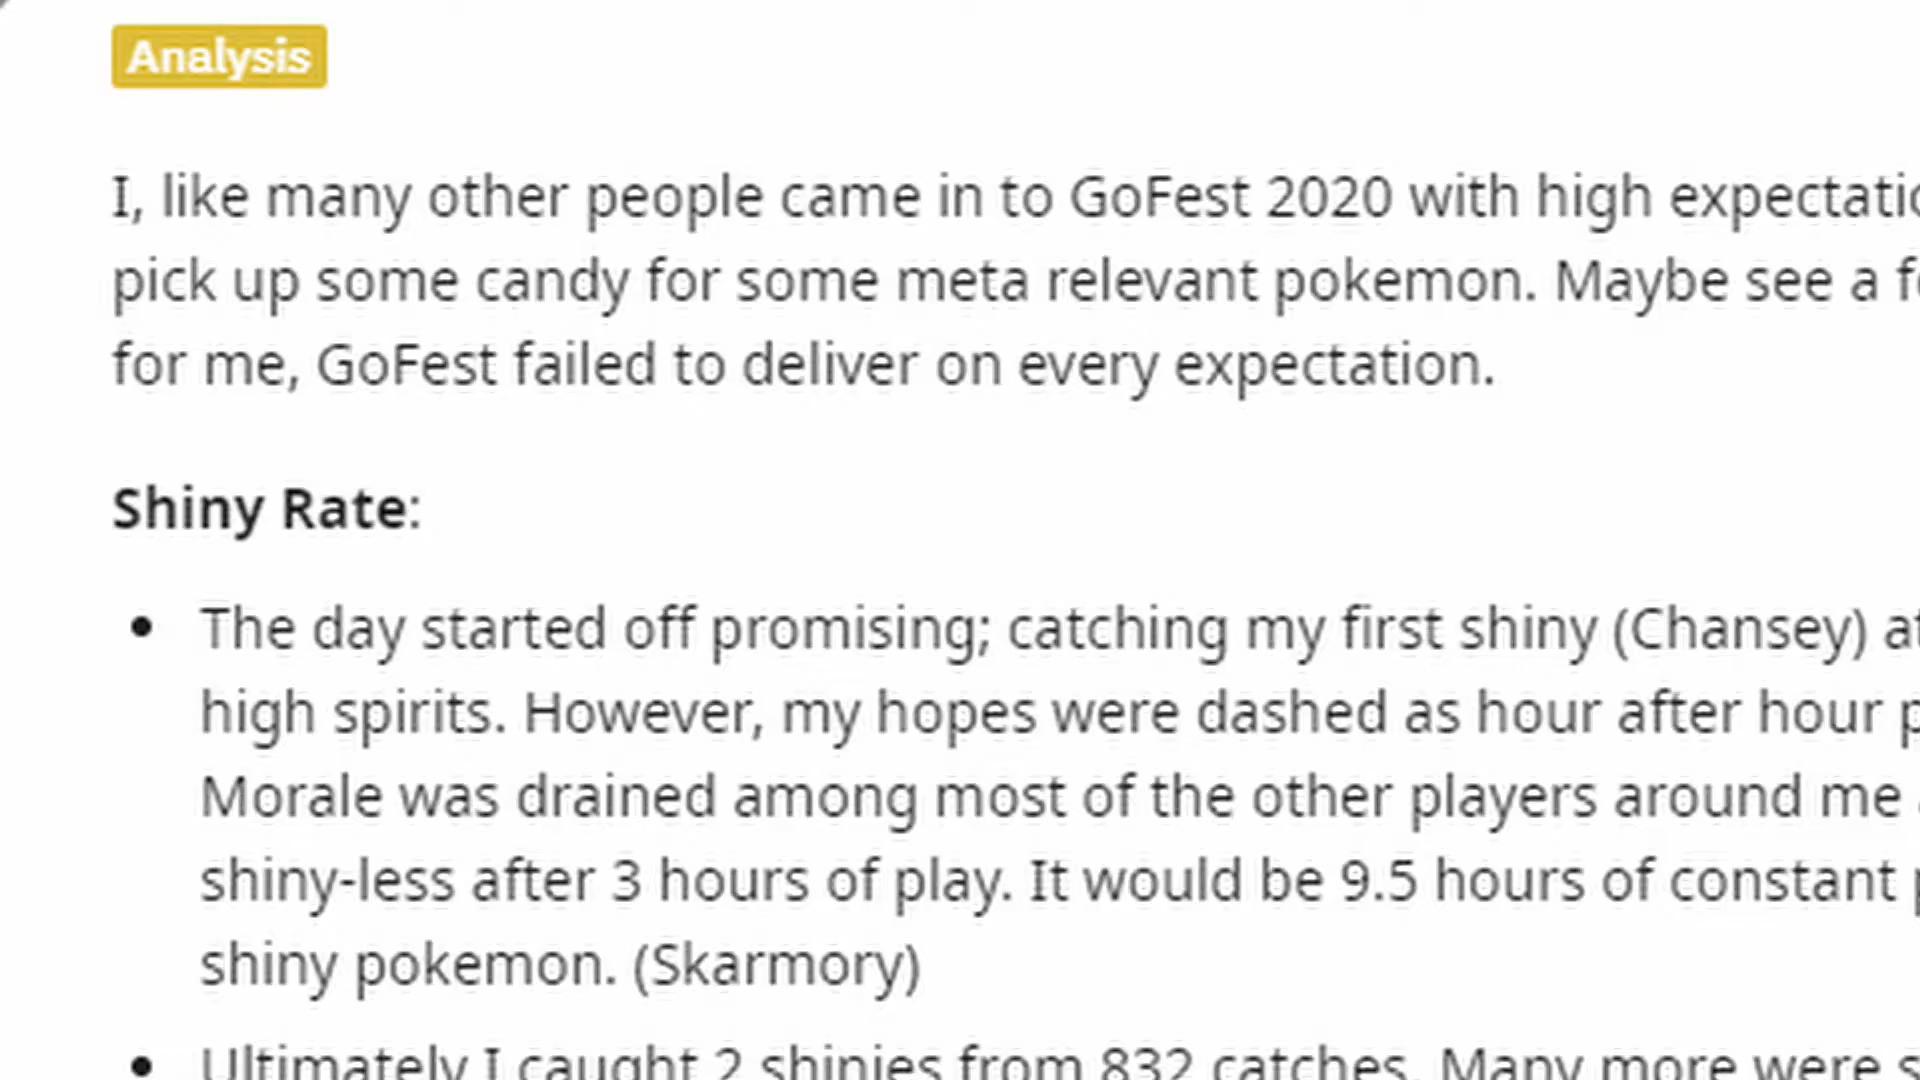 Analysis
I, like many other people came in to GoFest 2020 with high
pick up some candy for some meta relevant pokemon. Maybe see a
for me, GoFest failed to deliver on every expectation.
Shiny Rate:
• The day started off promising; catching my first shiny (Chansey)
high spirits. However, my hopes were dashed as hour after hour
Morale was drained among most of the other players around me
shiny-less after 3 hours of play. It would be 9.5 hours of constant
shiny pokemon. (Skarmory)
• Ultimately I caught 2 shinies from 832 catches. Many more were